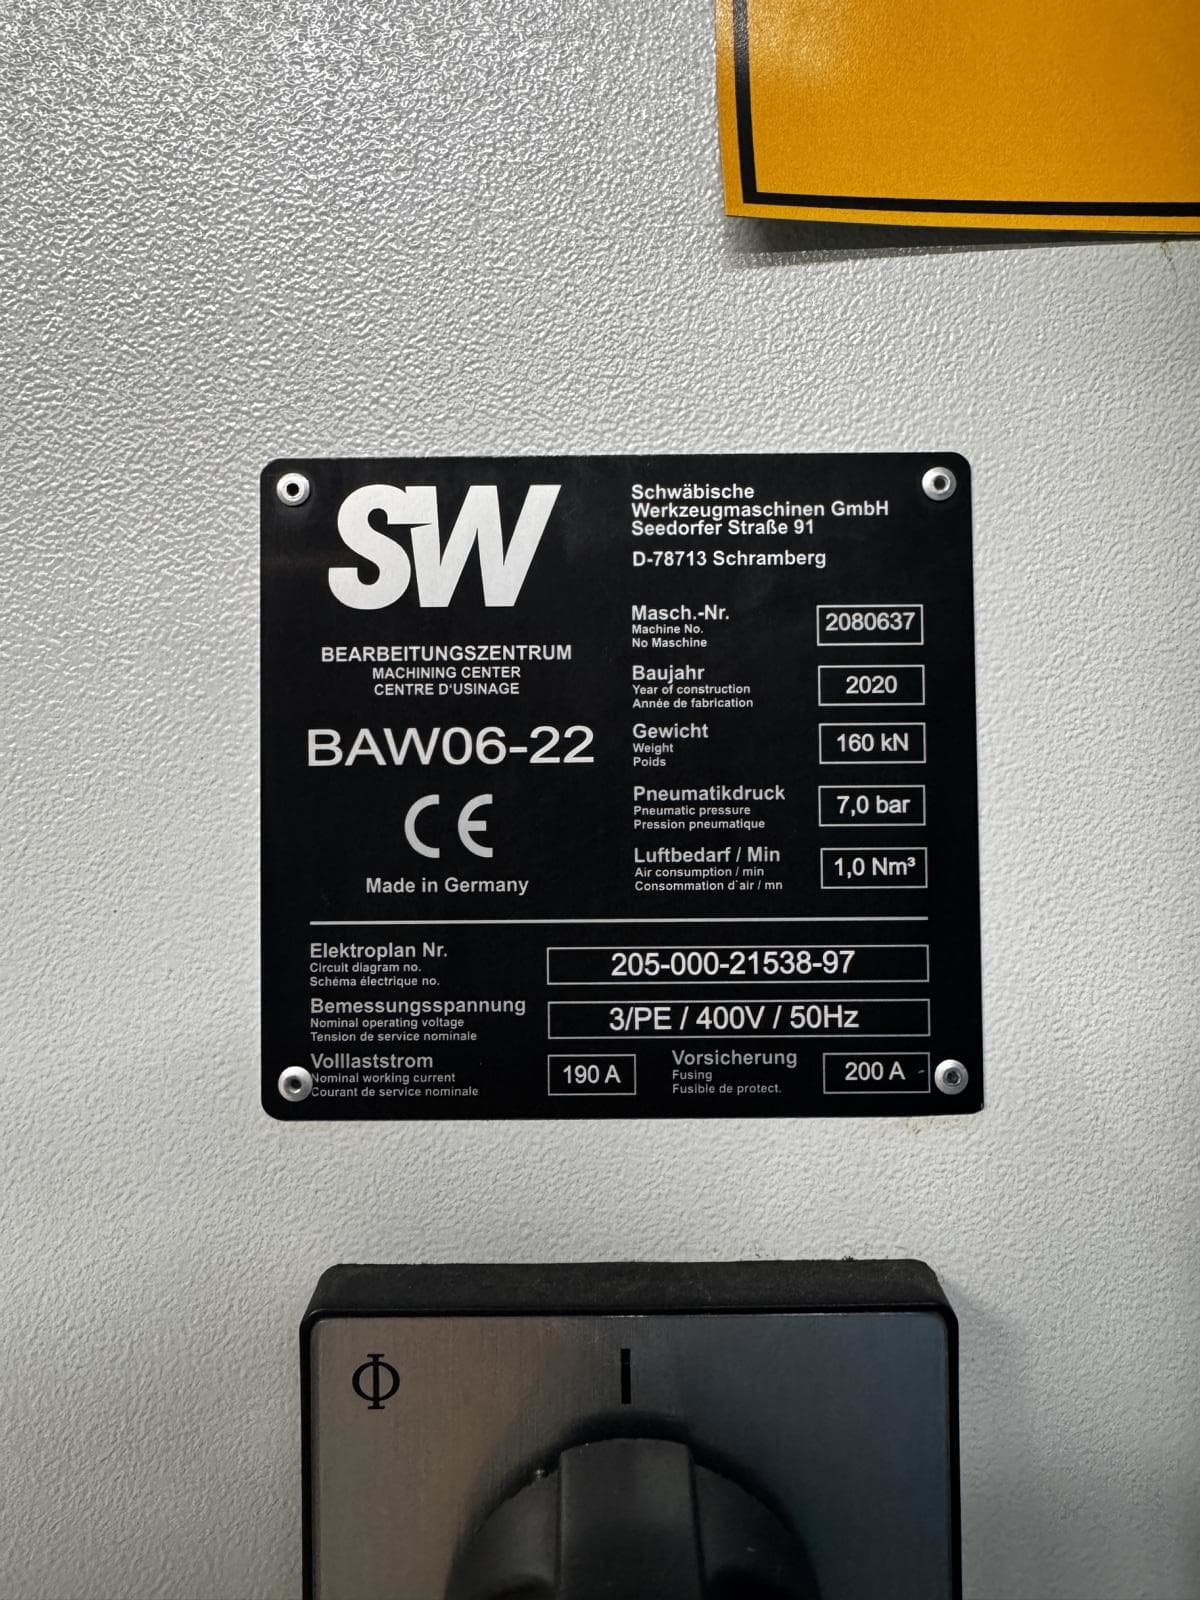 SW
BEARBEITUNGSZENTRUM
MACHINING CENTER
CENTRE D'USINAGE
BAW06-22
CE
Made in Germany
Schwäbische
Werkzeugmaschinen GmbH
Seedorfer Straße 91
D-78713 Schramberg
Masch.-Nr.
Machine No.
No Maschine
2080637
Baujahr
Year of construction
Année de fabrication
2020
Gewicht
Weight
Poids
160 kN
Pneumatikdruck
Pneumatic pressure
Pression pneumatique
7,0 bar
Luftbedarf / Min
Air consumption / min
Consommation d`air / mn
1,0 Nm³
Elektroplan Nr.
Circuit diagram no.
Schéma électrique no.
205-000-21538-97
Bemessungsspannung
Nominal operating voltage
Tension de service nominale
3/PE / 400V / 50Hz
Volllaststrom
Nominal working current
Courant de service nominale
190 A
Vorsicherung
Fusing
Fusible de protect.
200 A
Φ
I